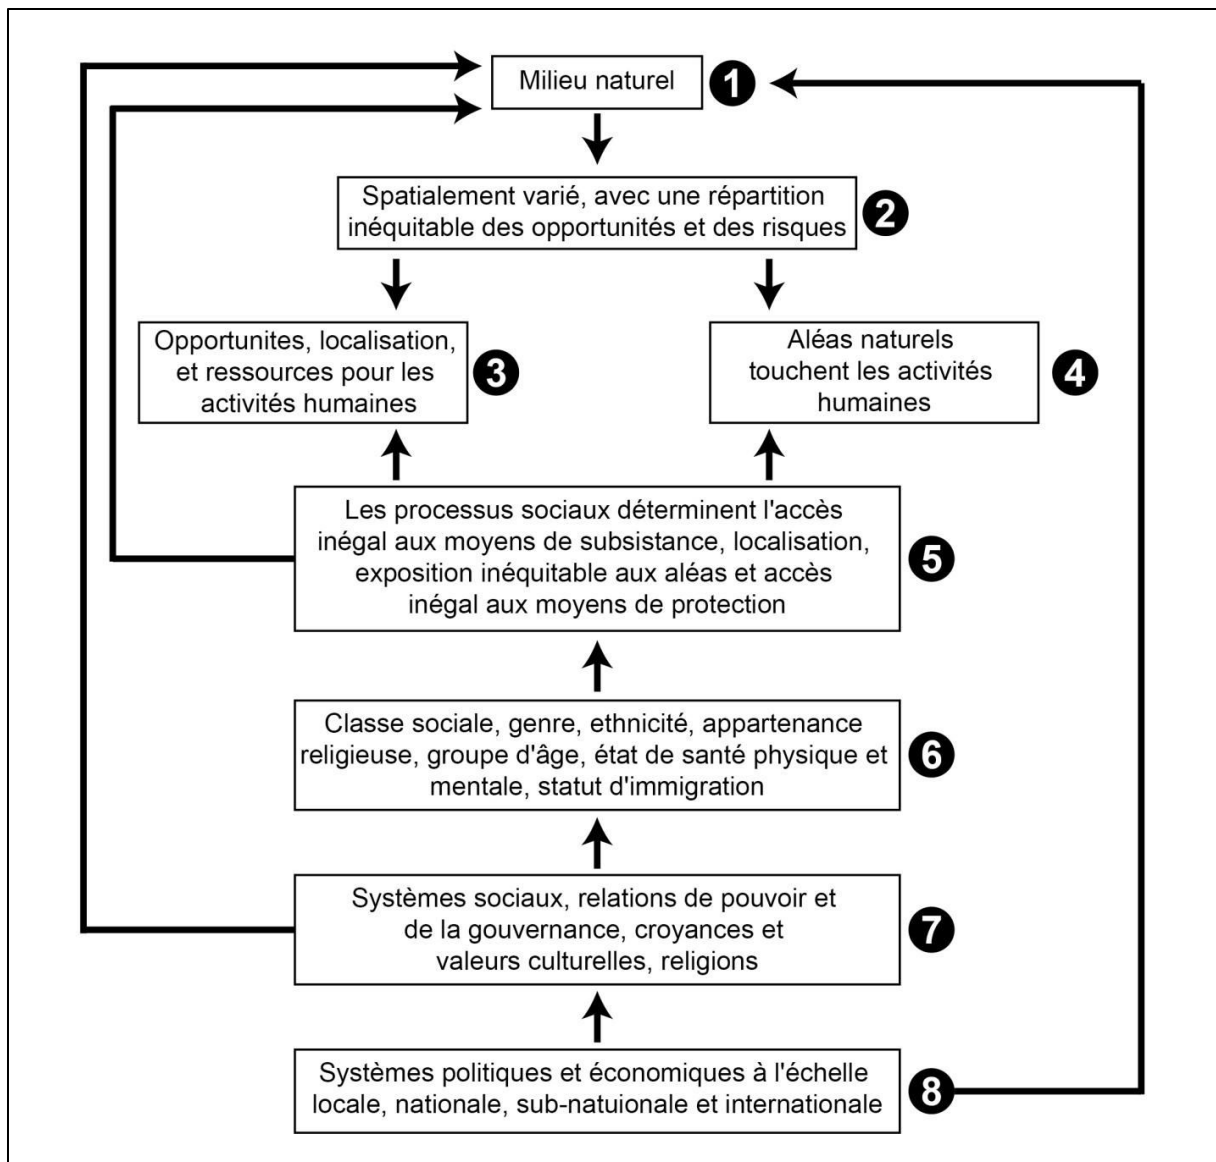 Milieu naturel
1
Spatialement varié, avec une répartition
inéquitable des opportunités et des risques
2
Opportunites, localisation,
et ressources pour les
activités humaines
3
Aléas naturels
touchent les activités
humaines
4
Les processus sociaux déterminent l'accès
inégal aux moyens de subsistance, localisation,
exposition inéquitable aux aléas et accès
inégal aux moyens de protection
5
Classe sociale, genre, ethnicité, appartenance
religieuse, groupe d'âge, état de santé physique et
mentale, statut d'immigration
6
Systèmes sociaux, relations de pouvoir et
de la gouvernance, croyances et
valeurs culturelles, religions
7
Systèmes politiques et économiques à l'échelle
locale, nationale, sub-natuionale et internationale
8